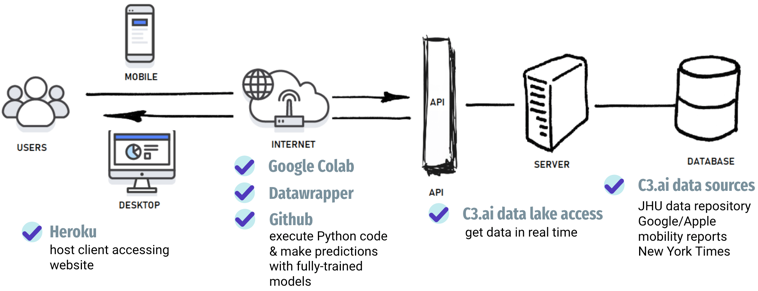 MOBILE
USERS
DESKTOP
Heroku
host client accessing
website
INTERNET
Google Colab
Datawrapper
Github
execute Python code
& make predictions
with fully-trained
models
API
API
C3.ai data lake access
get data in real time
SERVER
DATABASE
C3.ai data sources
JHU data repository
Google/Apple
mobility reports
New York Times